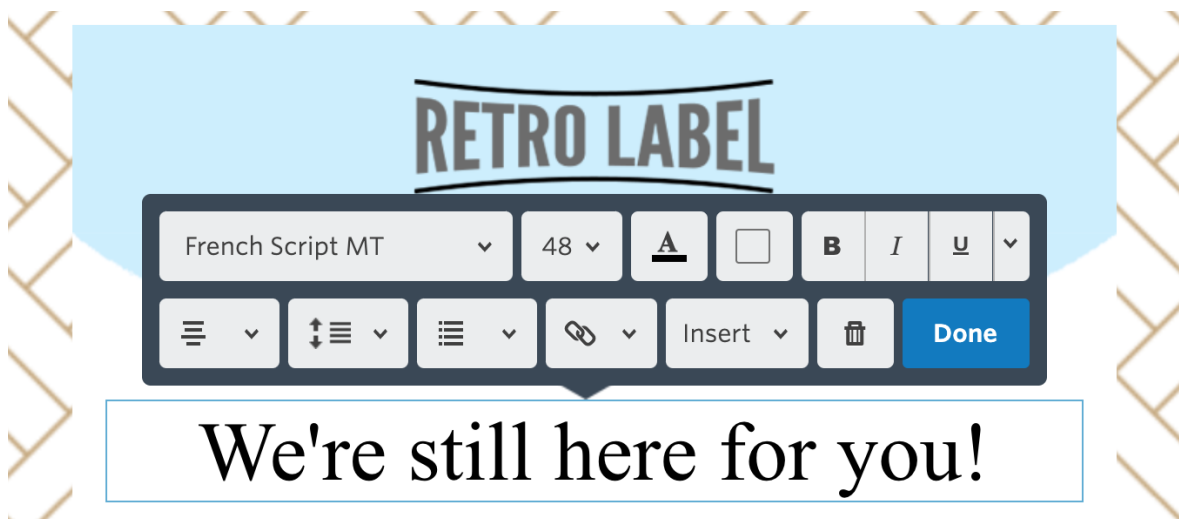 RETRO LABEL
French Script MT 48 A B I U
Insert Done
We're still here for you!